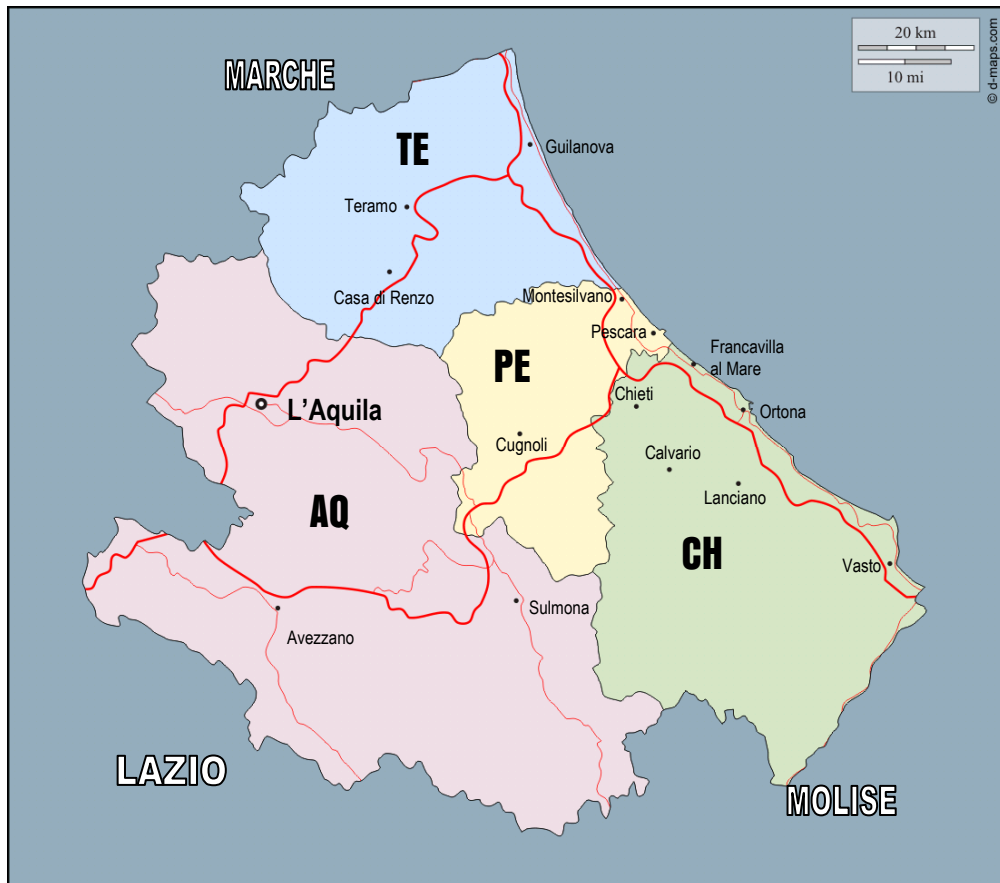 20 km
10 mi
© d-maps.com
MARCHE
TE
Guilanova
Teramo
Casa di Renzo
Montesilvano
Pescara
Francavilla
al Mare
PE
Chieti
L'Aquila
Ortona
Cugnoli
Calvario
Lanciano
AQ
CH
Vasto
Sulmona
Avezzano
LAZIO
MOLISE